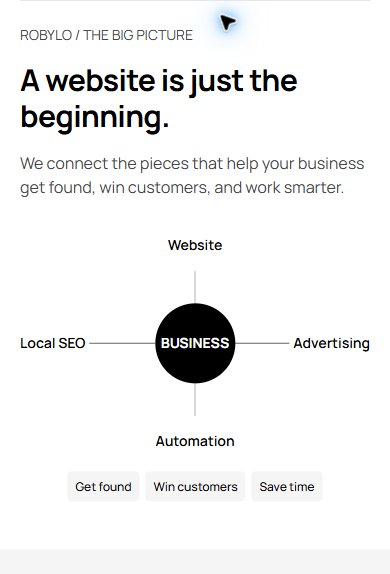 ROBYLO / THE BIG PICTURE
A website is just the
beginning.
We connect the pieces that help your business
get found, win customers, and work smarter.
Website
Local SEO
BUSINESS
Advertising
Automation
Get found
Win customers
Save time